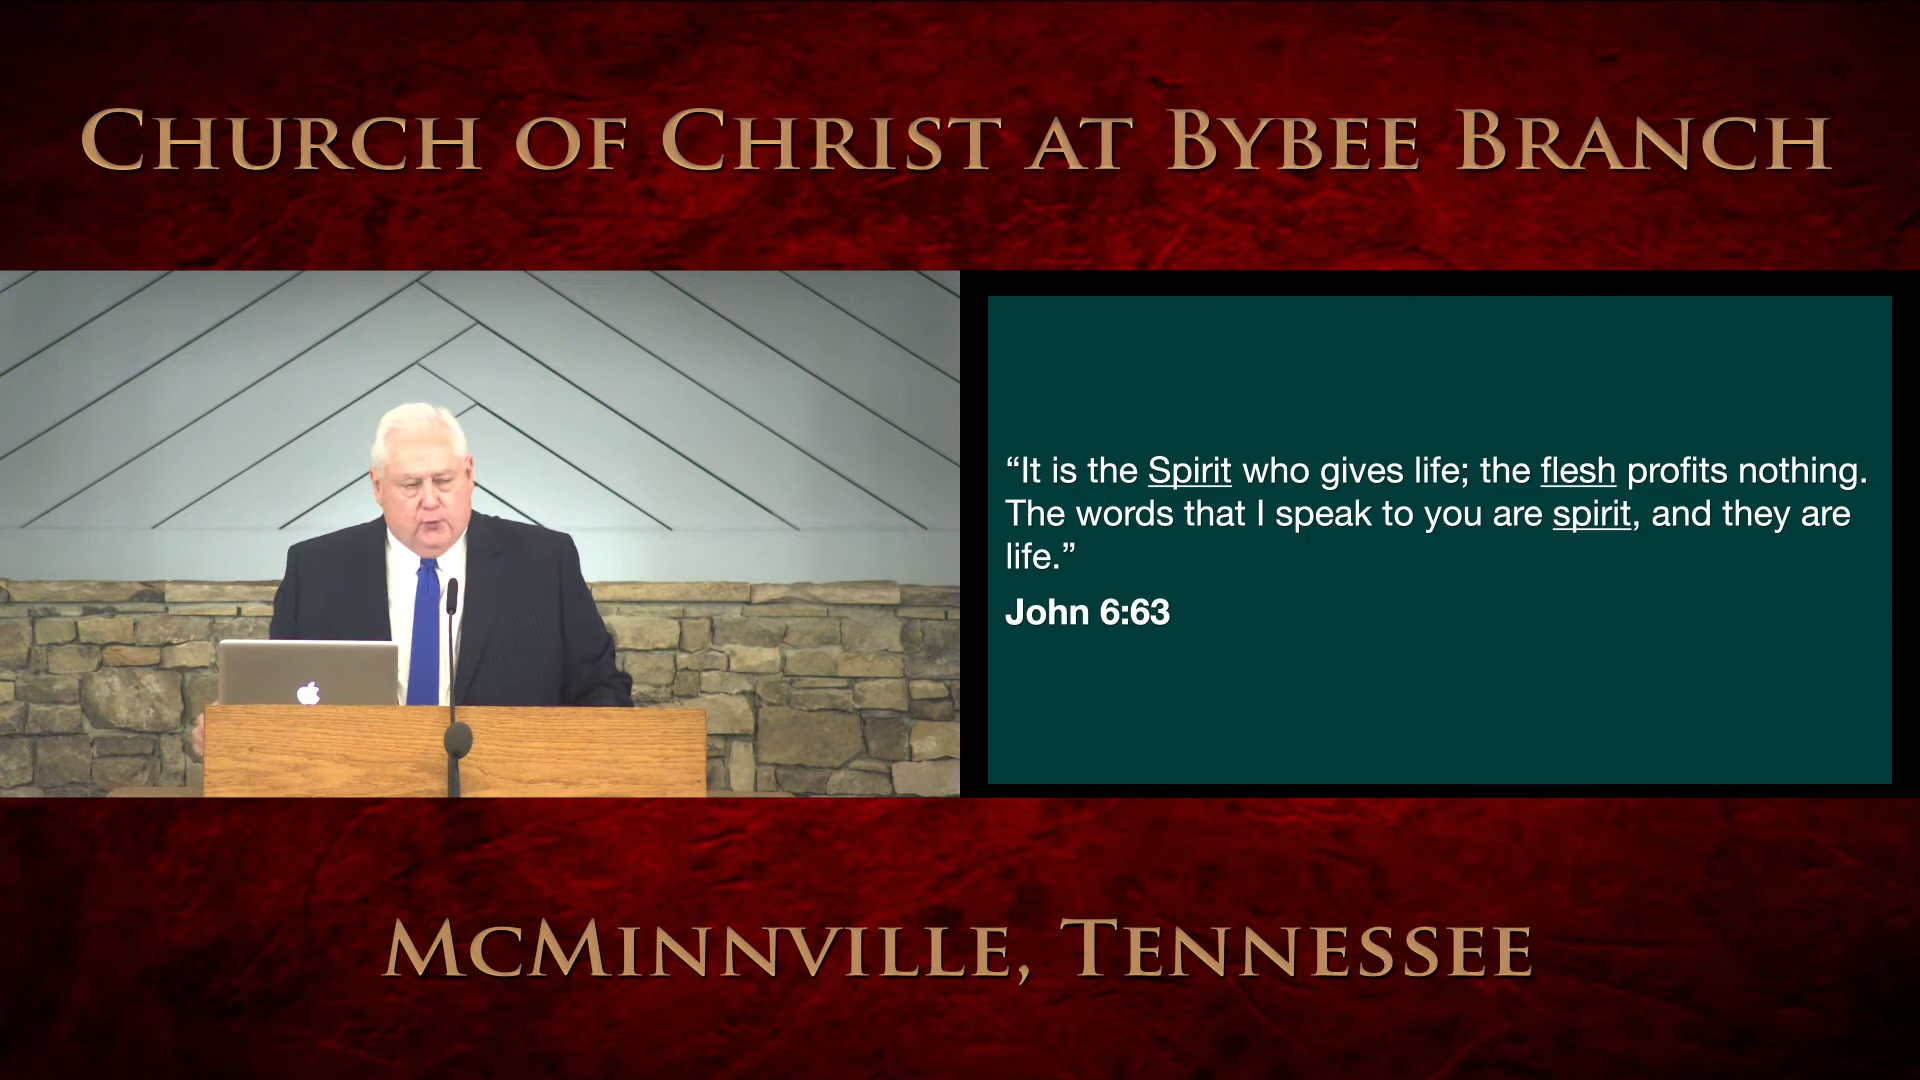 CHURCH OF CHRIST AT BYBEE BRANCH
“It is the Spirit who gives life; the flesh profits nothing.
The words that I speak to you are spirit, and they are
life.”
John 6:63
MCMINNVILLE, TENNESSEE